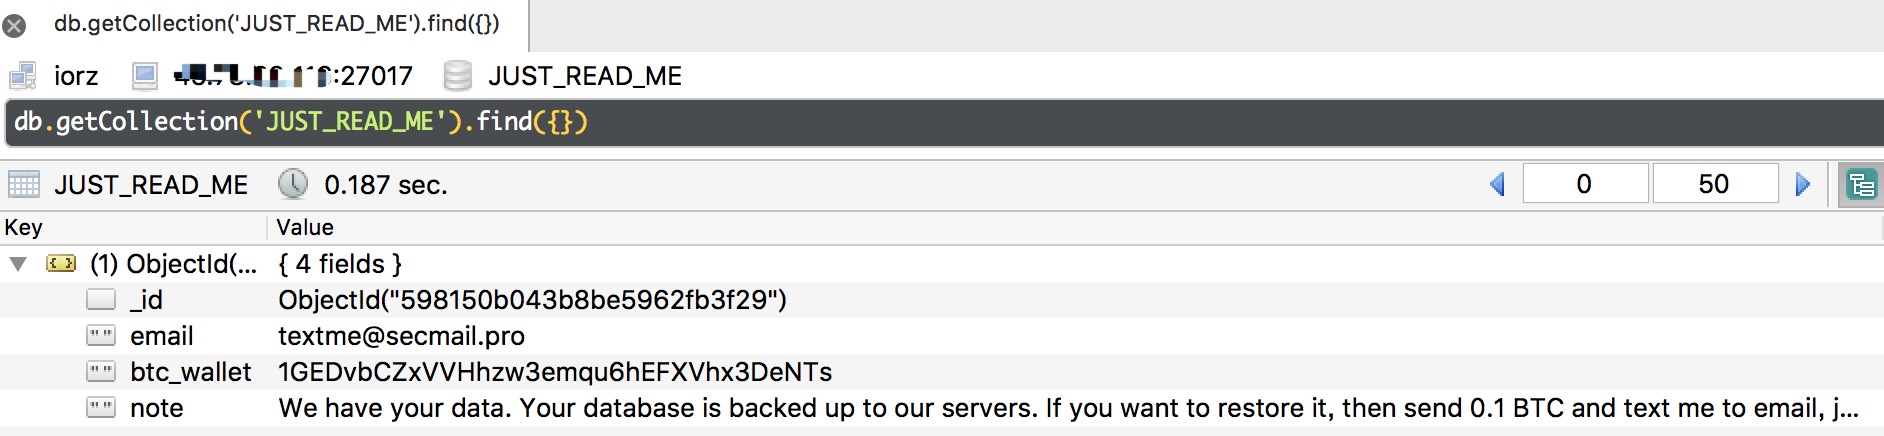 db.getCollection('JUST_READ_ME').find({})
iorz :27017 JUST_READ_ME
db.getCollection('JUST_READ_ME').find({})
JUST_READ_ME 0.187 sec. 0 50
Key Value
(1) ObjectId(... { 4 fields }
_id ObjectId("598150b043b8be5962fb3f29")
email textme@secmail.pro
btc_wallet 1GEDvbCZxVVHhzw3emqu6hEFXVhx3DeNTs
note We have your data. Your database is backed up to our servers. If you want to restore it, then send 0.1 BTC and text me to email, j...